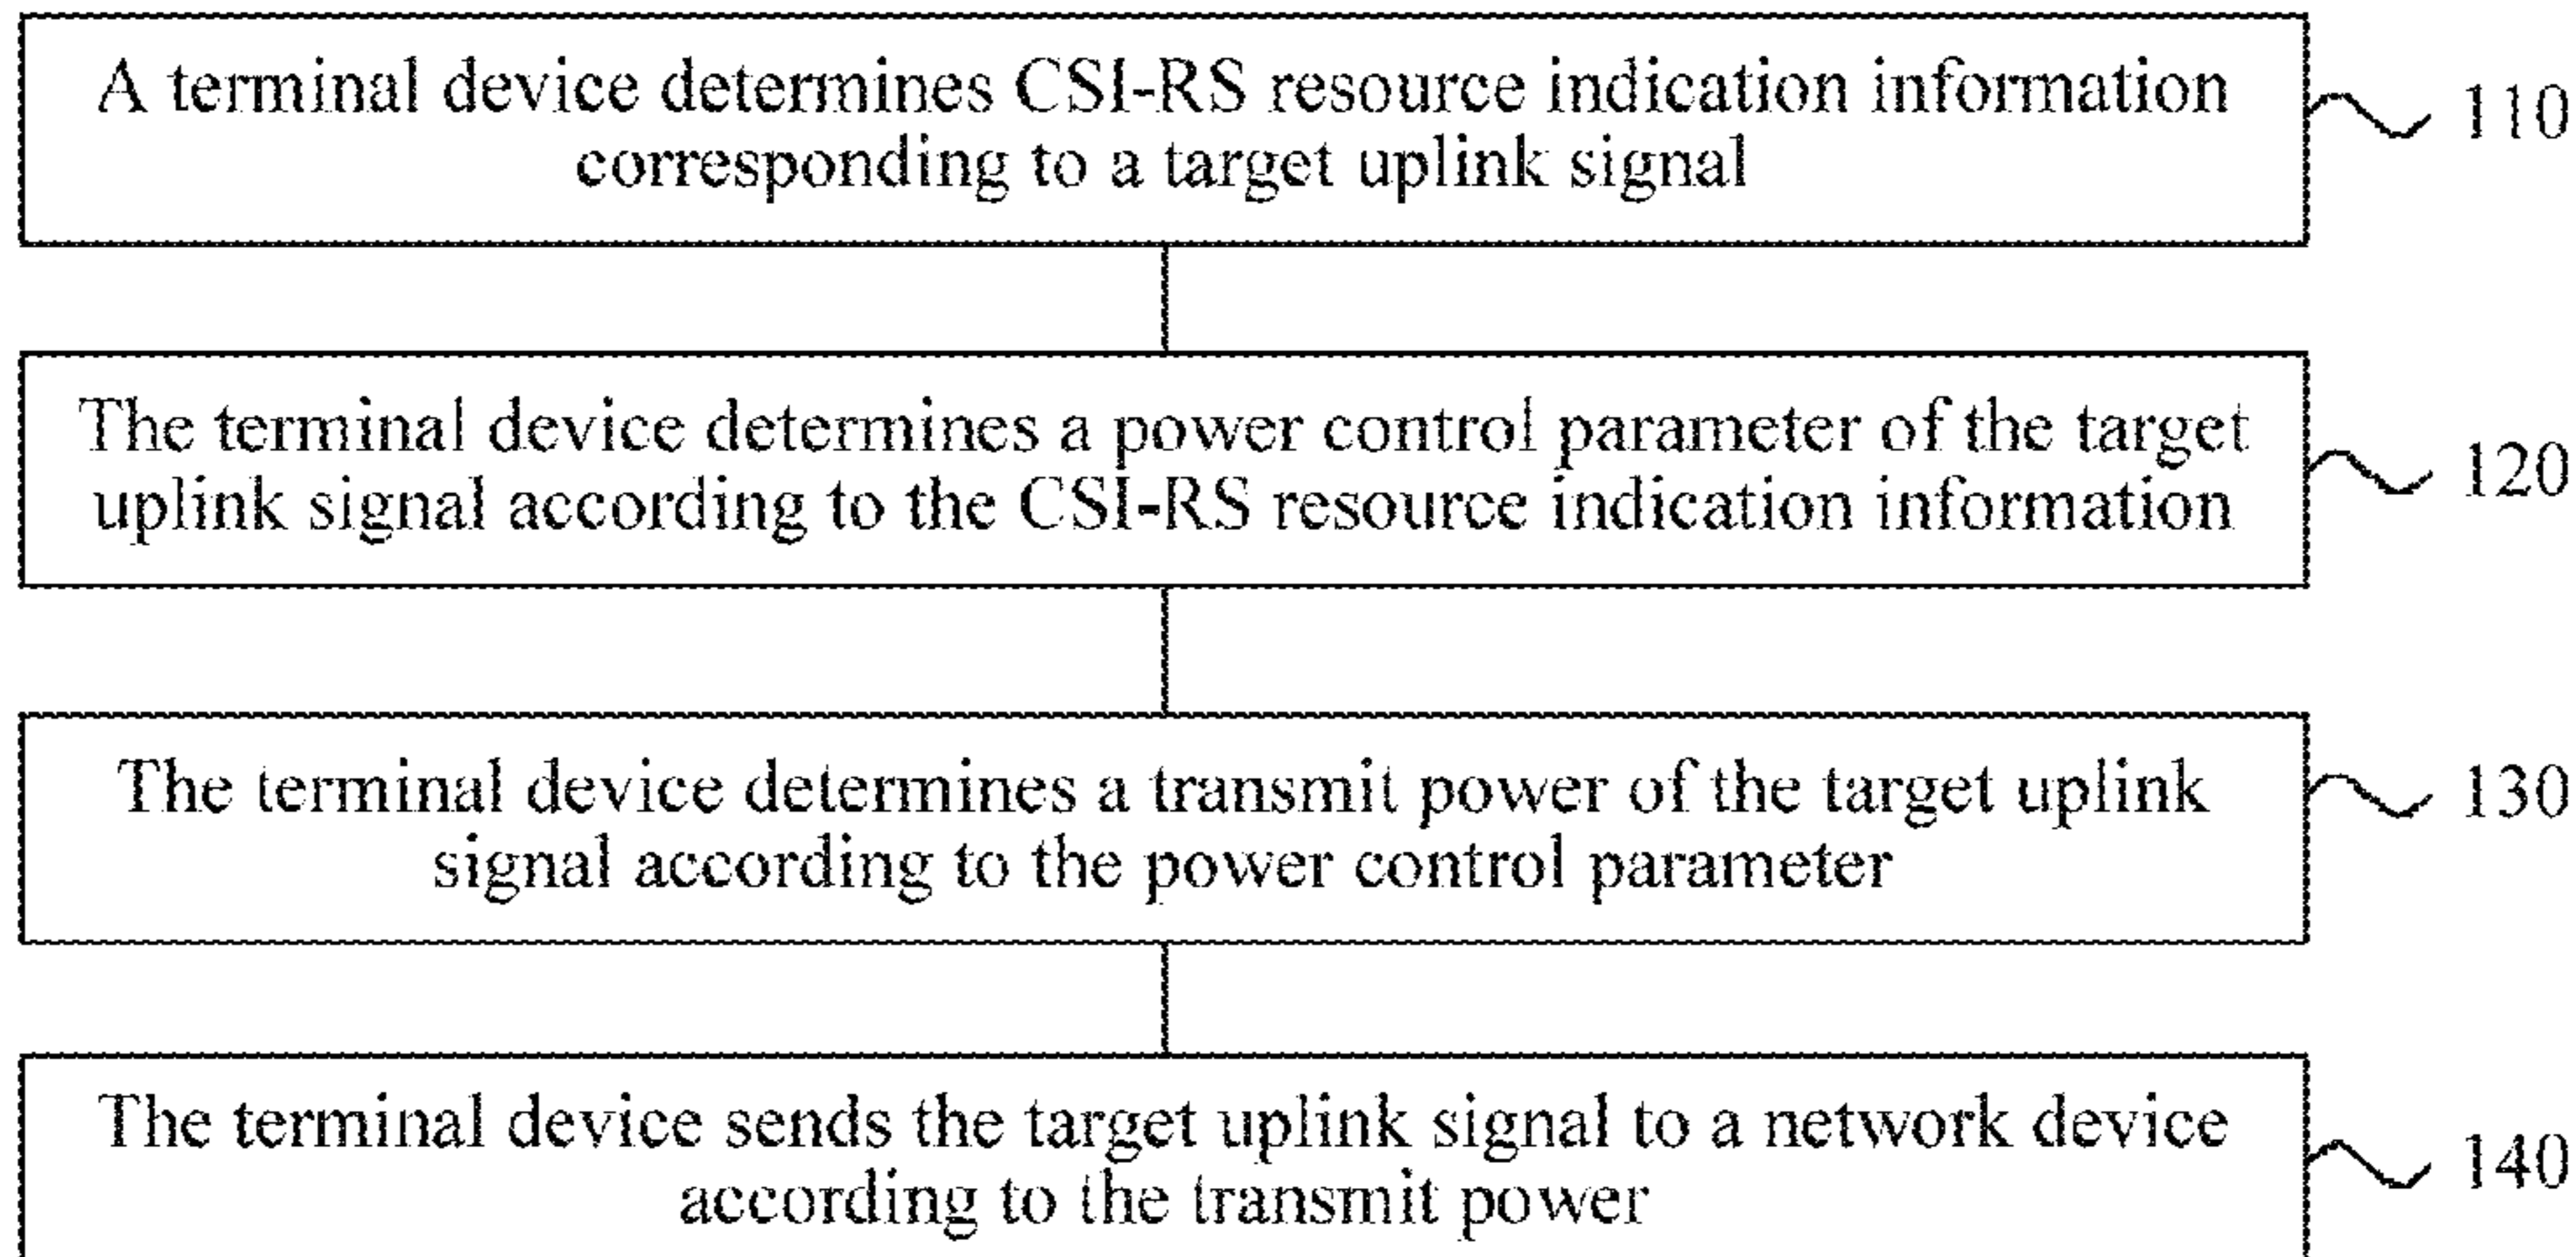 A terminal device determines CSI-RS resource indication information
corresponding to a target uplink signal
110
The terminal device determines a power control parameter of the target
uplink signal according to the CSI-RS resource indication information
120
The terminal device determines a transmit power of the target uplink
signal according to the power control parameter
130
The terminal device sends the target uplink signal to a network device
according to the transmit power
140